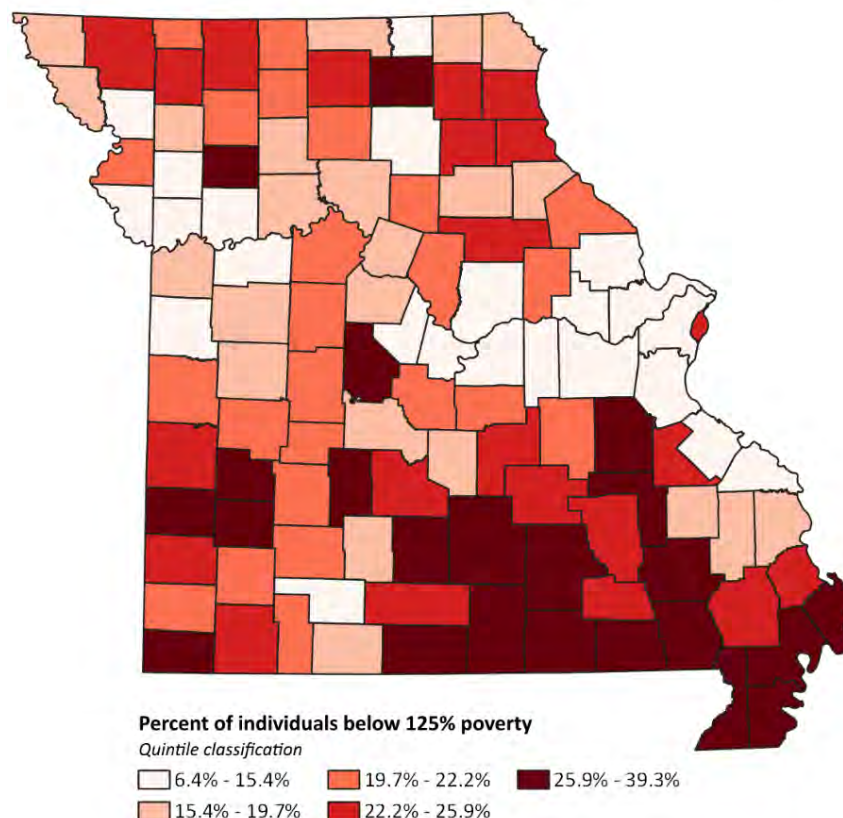 Percent of individuals below 125% poverty
Quintile classification
6.4% - 15.4% 19.7% - 22.2% 25.9% - 39.3%
15.4% - 19.7% 22.2% - 25.9%